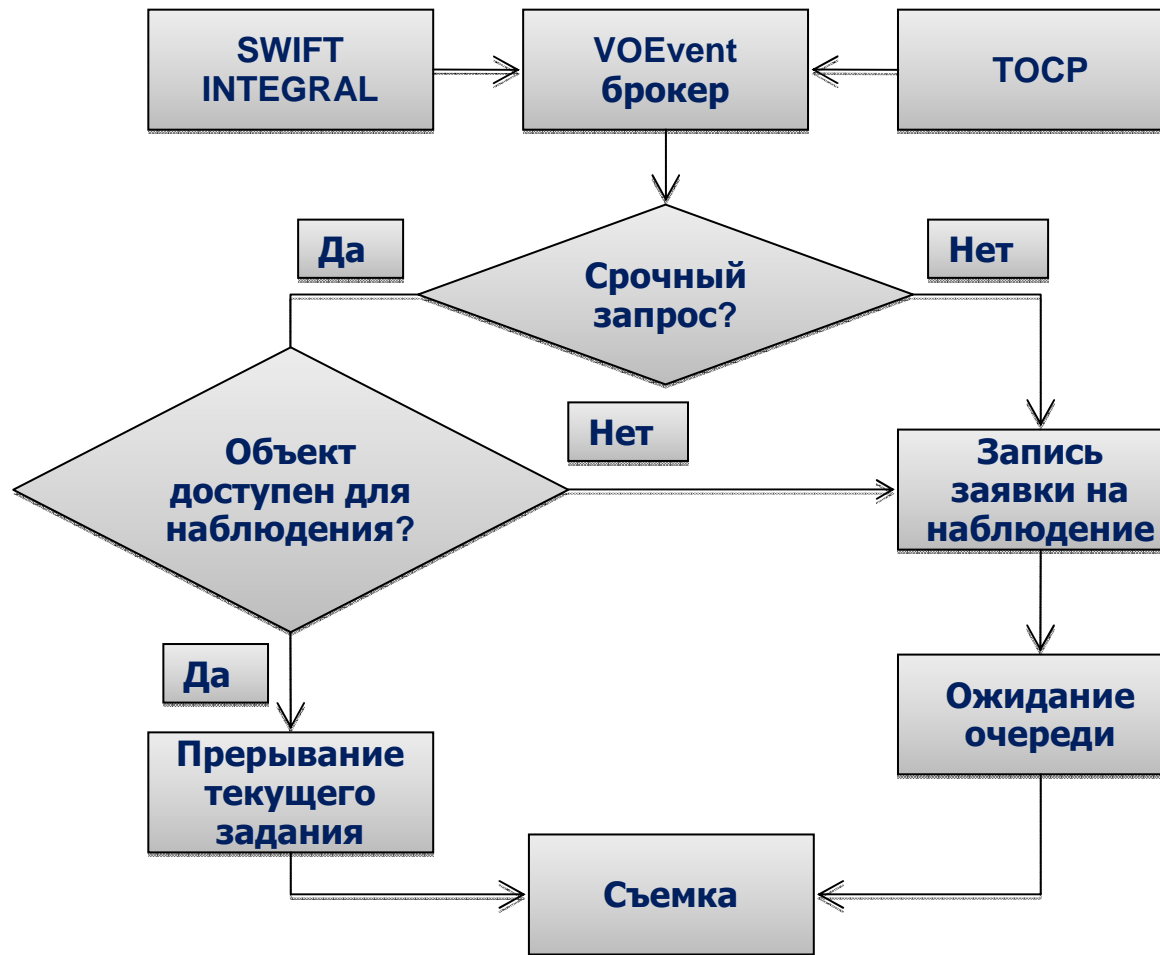 SWIFT
INTEGRAL
VOEvent
брокер
TOCP
Да
Нет
Срочный
запрос?
Нет
Объект
доступен для
наблюдения?
Запись
заявки на
наблюдение
Да
Ожидание
очереди
Прерывание
текущего
задания
Съемка